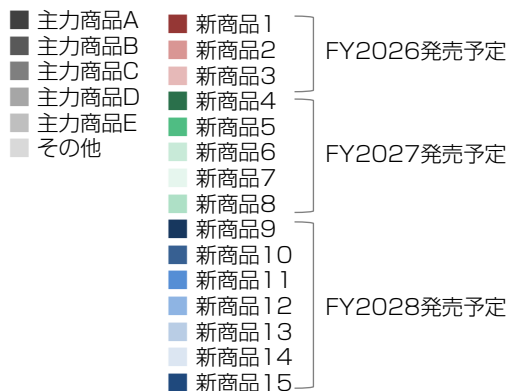 主力商品A
主力商品B
主力商品C
主力商品D
主力商品E
その他
新商品1
新商品2
新商品3
FY2026発売予定
新商品4
新商品5
新商品6
新商品7
新商品8
FY2027発売予定
新商品9
新商品10
新商品11
新商品12
新商品13
新商品14
新商品15
FY2028発売予定